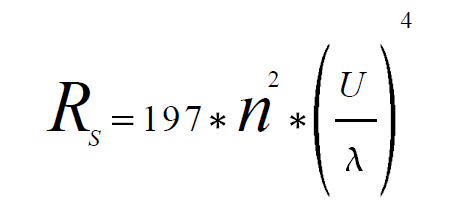 R_S = 197 * n^2 * (U/λ)^4